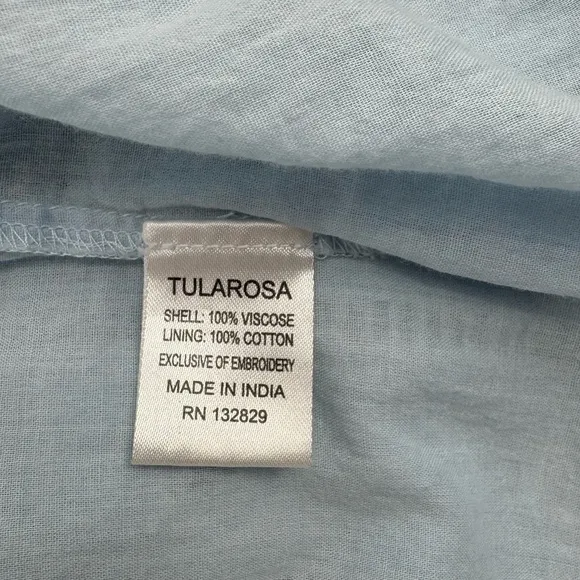 TULAROSA
SHELL: 100% VISCOSE
LINING: 100% COTTON
EXCLUSIVE OF EMBROIDERY
MADE IN INDIA
RN 132829